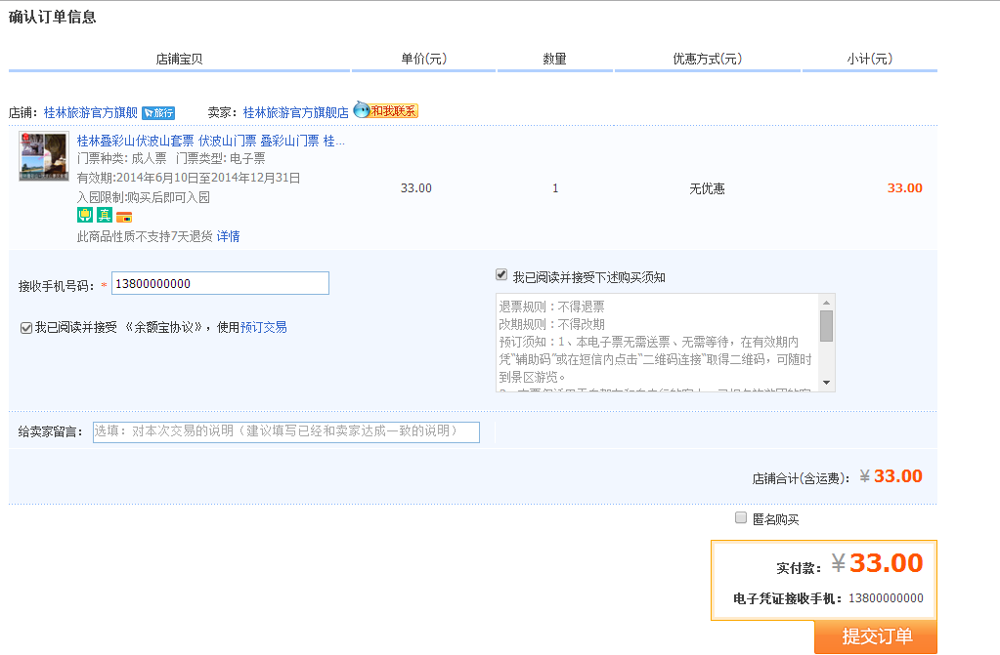 确认订单信息
店铺宝贝 单价(元) 数量 优惠方式(元) 小计(元)
店铺：桂林旅游官方旗舰 旅行 卖家：桂林旅游官方旗舰店 和我联系
桂林叠彩山伏波山套票 伏波山门票 叠彩山门票 桂...
门票种类: 成人票 门票类型: 电子票
有效期:2014年6月10日至2014年12月31日
入园限制:购买后即可入园
33.00 1 无优惠 33.00
真
此商品性质不支持7天退货 详情
接收手机号码：* 13800000000
我已阅读并接受《余额宝协议》，使用预订交易
我已阅读并接受下述购买须知
退票规则：不得退票
改期规则：不得改期
预订须知：1、本电子票无需送票、无需等待，在有效期内
凭“辅助码”或在短信内点击“二维码连接”取得二维码，可随时
到景区游览。
给卖家留言： 选填：对本次交易的说明（建议填写已经和卖家达成一致的说明）
店铺合计(含运费)：￥33.00
匿名购买
实付款：￥33.00
电子凭证接收手机：13800000000
提交订单